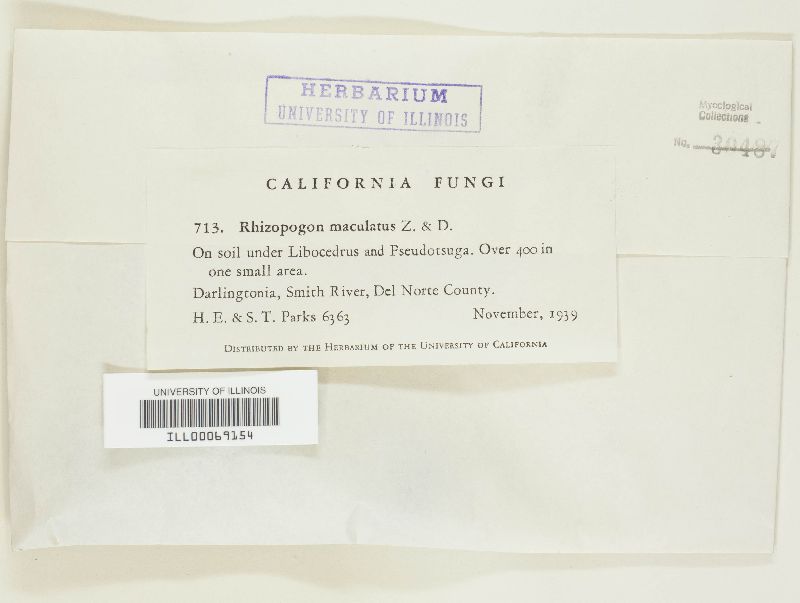 HERBARIUM
UNIVERSITY OF ILLINOIS
Mycological
Collections
No. 30487
CALIFORNIA FUNGI
713. Rhizopogon maculatus Z. & D.
On soil under Libocedrus and Pseudotsuga. Over 400 in
one small area.
Darlingtonia, Smith River, Del Norte County.
H. E. & S. T. Parks 6363 November, 1939
DISTRIBUTED BY THE HERBARIUM OF THE UNIVERSITY OF CALIFORNIA
UNIVERSITY OF ILLINOIS
ILL00069154